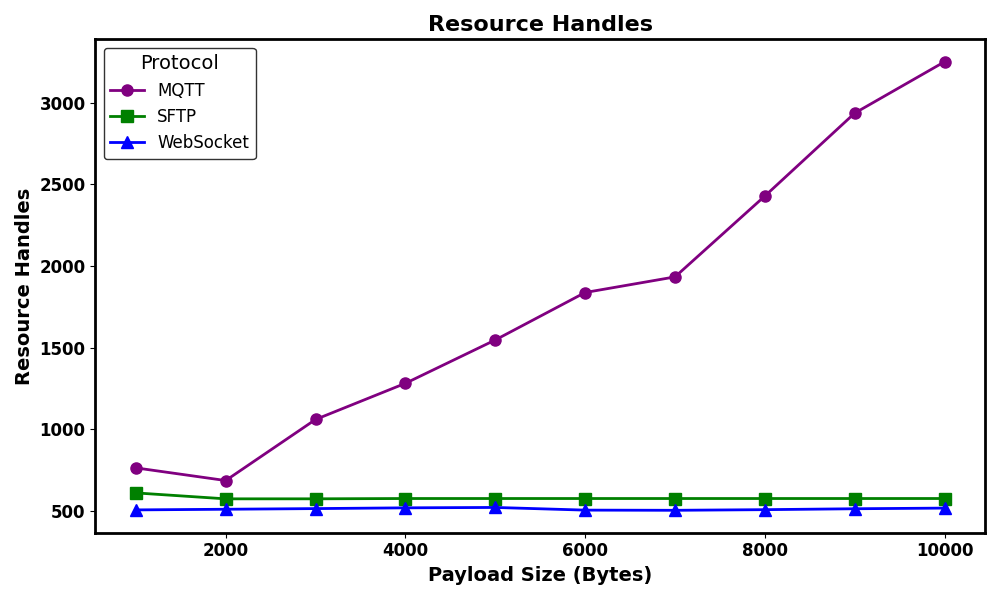 Resource Handles
Protocol
MQTT
SFTP
WebSocket
Resource Handles
3000
2500
2000
1500
1000
500
2000
4000
6000
8000
10000
Payload Size (Bytes)